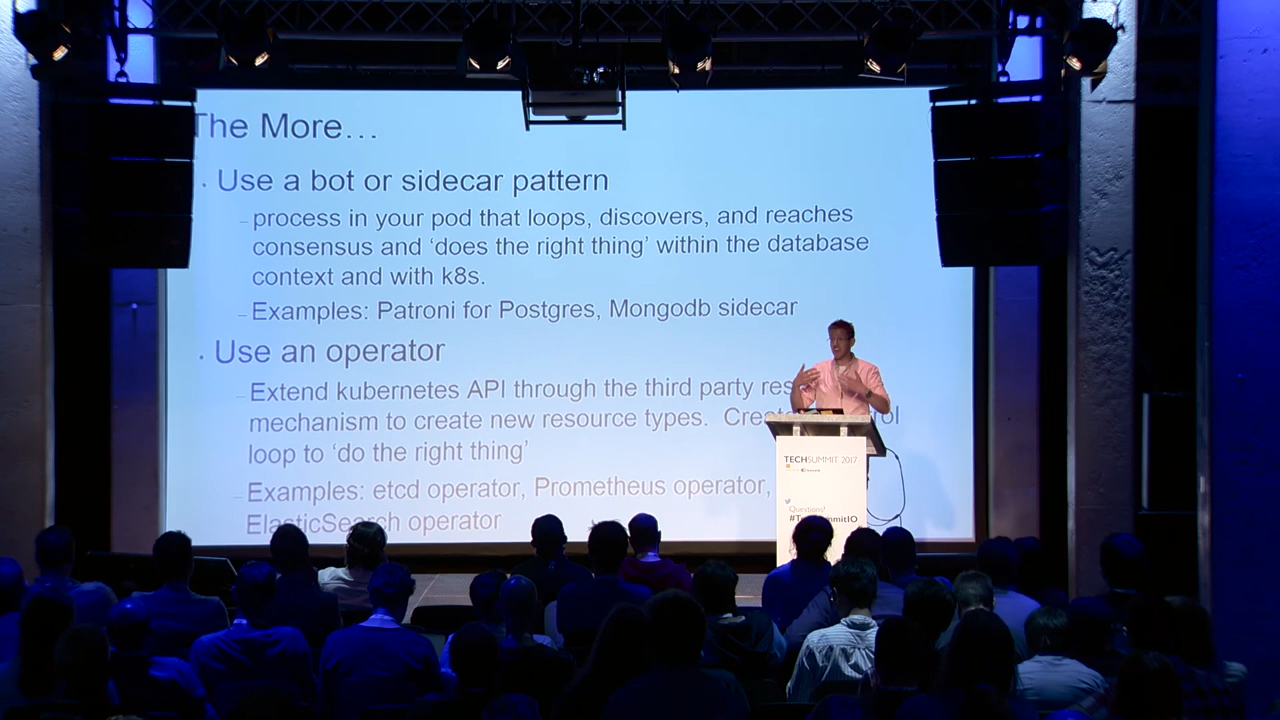 The More…
· Use a bot or sidecar pattern
– process in your pod that loops, discovers, and reaches
consensus and ‘does the right thing’ within the database
context and with k8s.
– Examples: Patroni for Postgres, Mongodb sidecar
· Use an operator
– Extend kubernetes API through the third party
mechanism to create new resource types. 
loop to ‘do the right thing’
– Examples: etcd operator, Prometheus operator,
ElasticSearch operator
TECHSUMMIT 2017
Questions?